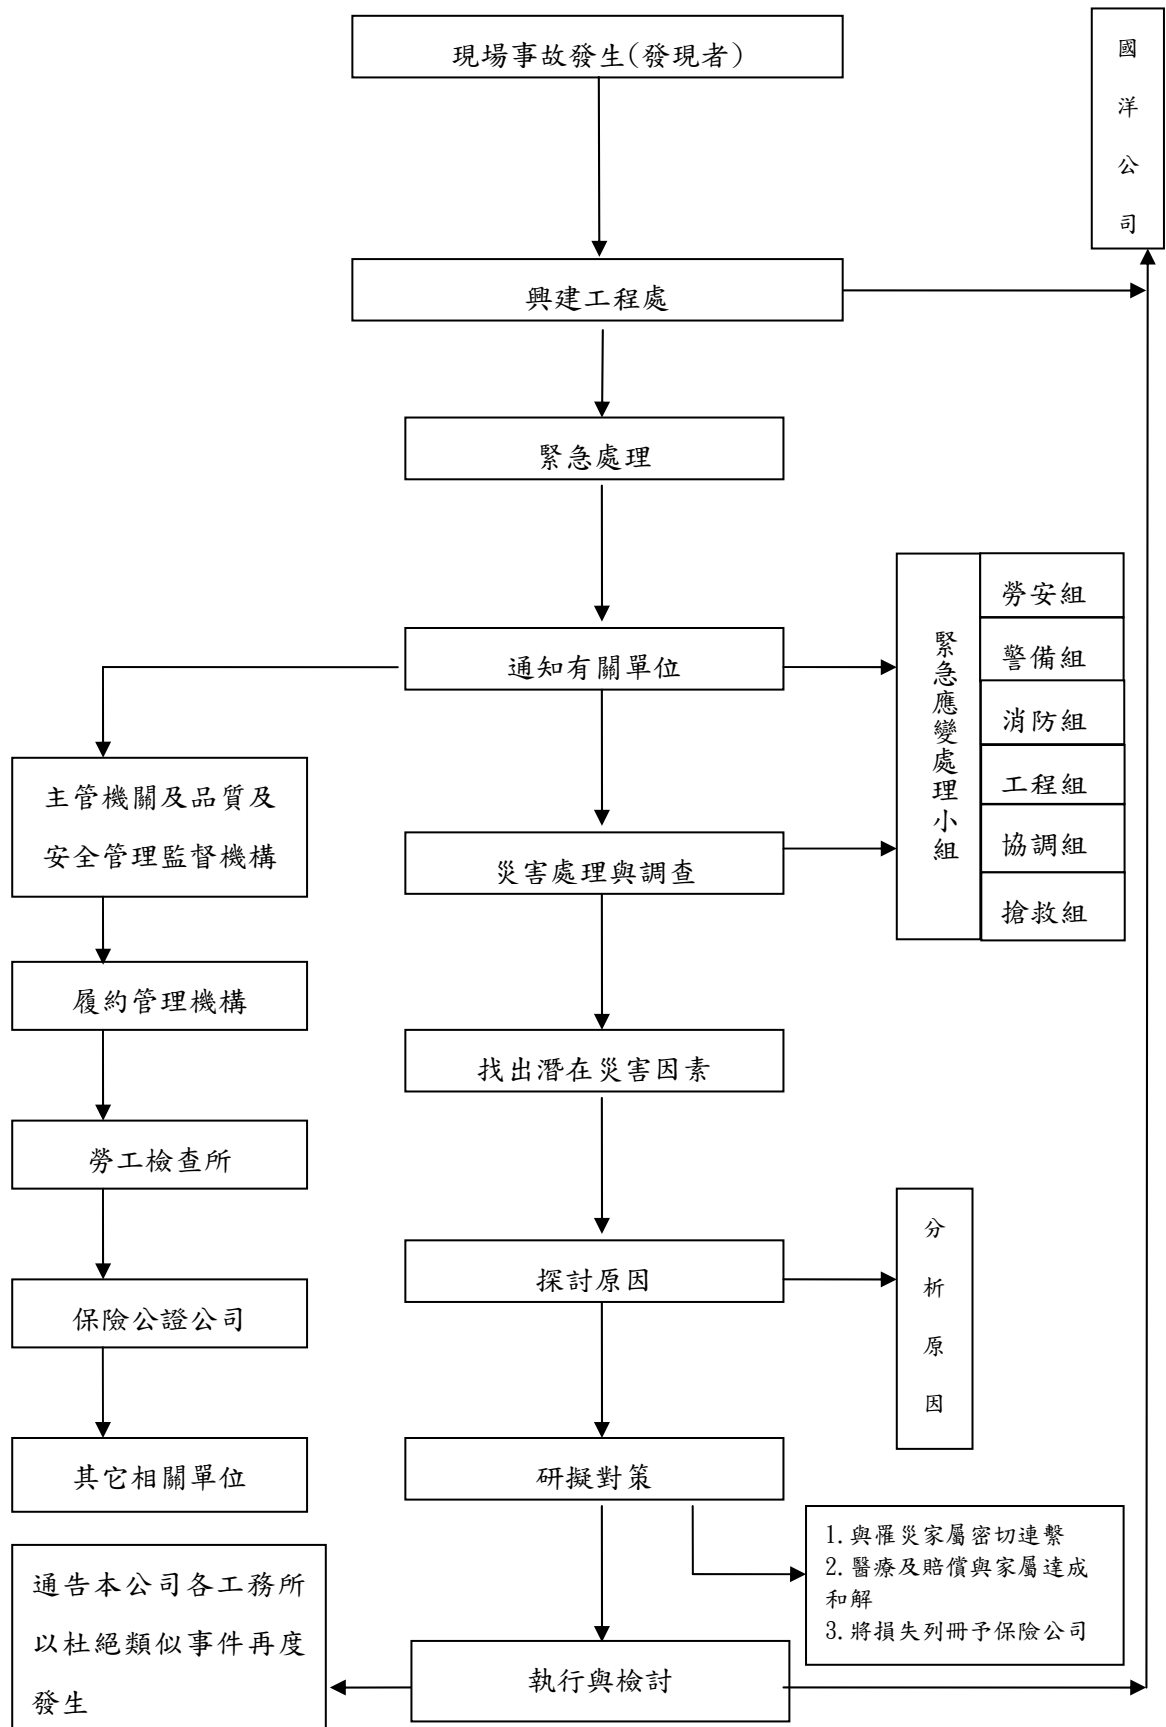 現場事故發生(發現者)
國洋公司
興建工程處
緊急處理
通知有關單位
緊急應變處理小組
勞安組
警備組
消防組
工程組
協調組
搶救組
主管機關及品質及
安全管理監督機構
災害處理與調查
履約管理機構
找出潛在災害因素
勞工檢查所
探討原因
分析原因
保險公證公司
研擬對策
其它相關單位
1.與罹災家屬密切連繫
2.醫療及賠償與家屬達成
和解
3.將損失列冊予保險公司
通告本公司各工務所
以杜絕類似事件再度
發生
執行與檢討